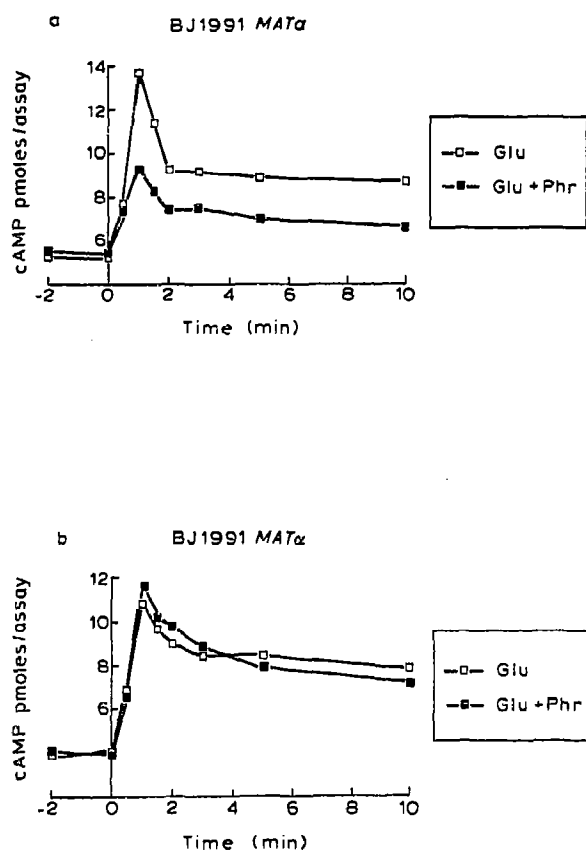 a
BJ1991 MATα
cAMP pmoles/assay
14
12
10
8
6
-2 0 2 4 6 8 10
Time (min)
Glu
Glu + Phr
b
BJ1991 MATα
cAMP pmoles/assay
12
10
8
6
-2 0 2 4 6 8 10
Time (min)
Glu
Glu + Phr